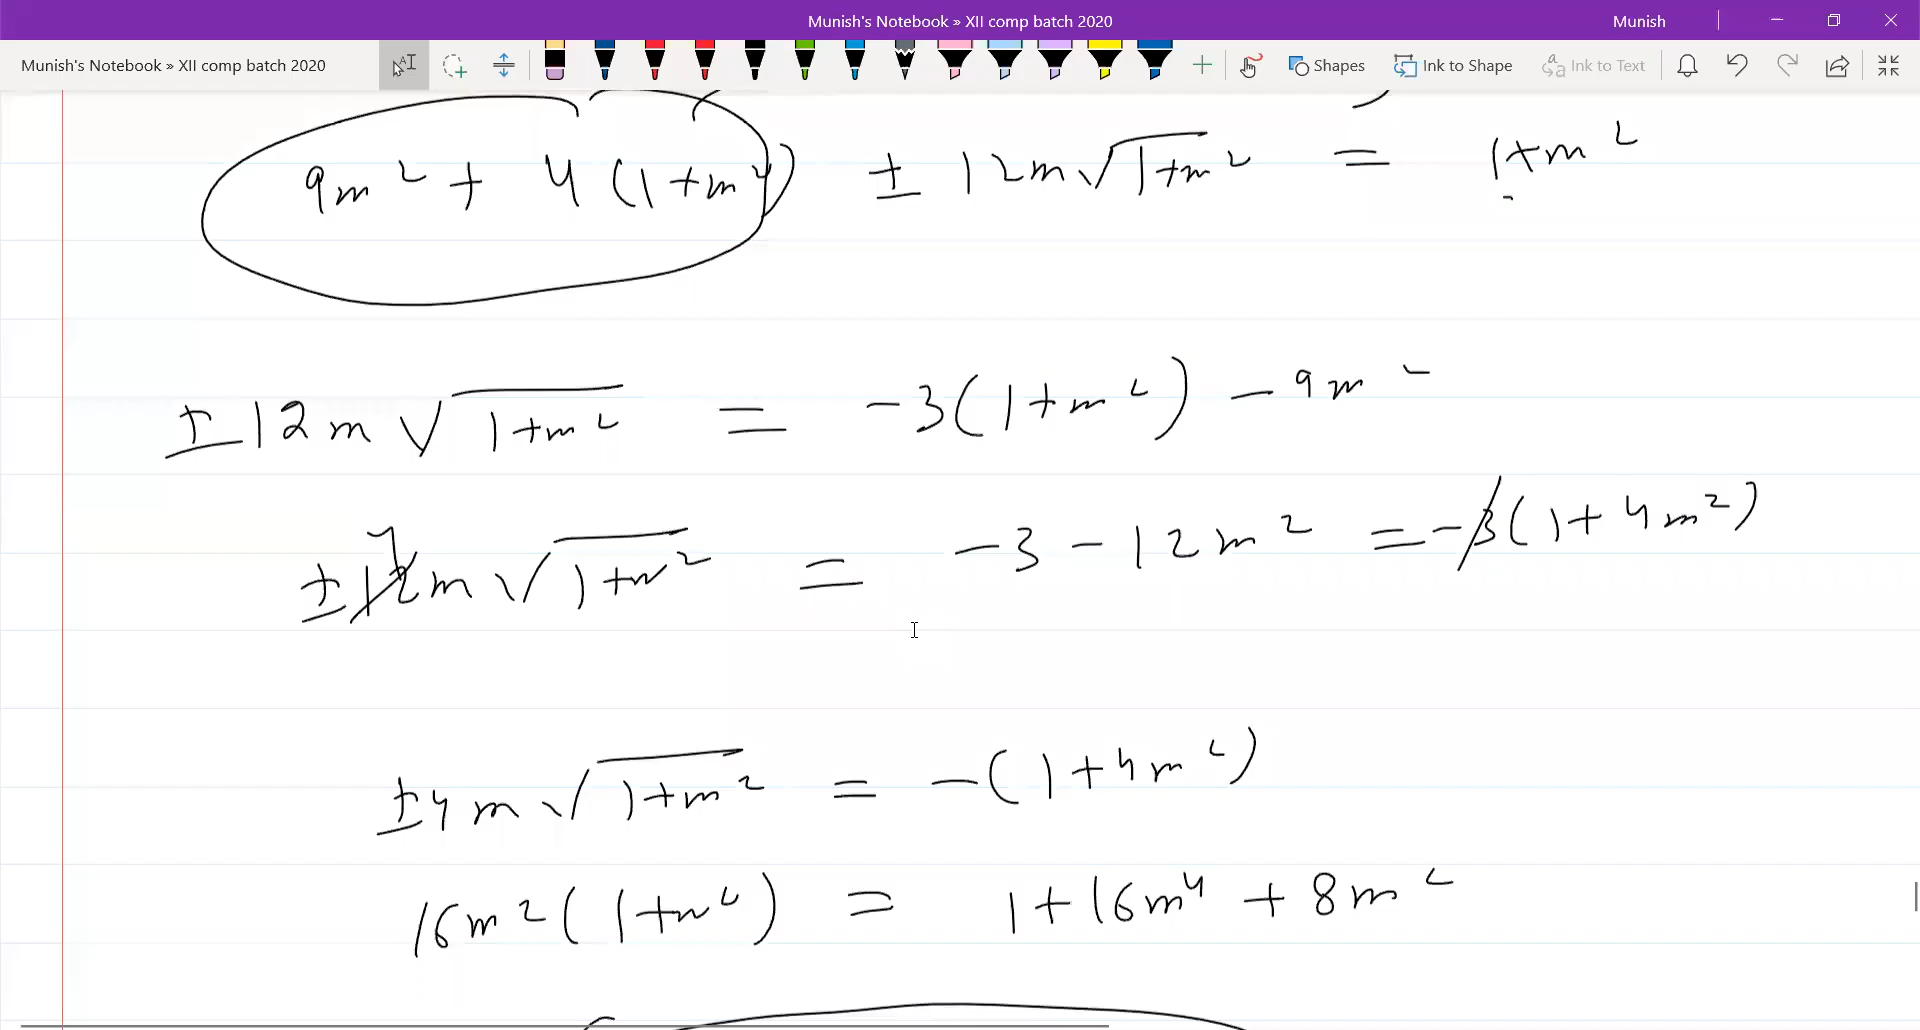 Munish's Notebook » XII comp batch 2020
Munish
Munish's Notebook » XII comp batch 2020
Shapes
Ink to Shape
Ink to Text
9m² + 4(1+m²) ± 12m√(1+m²) = 1+m²
±12m√(1+m²) = -3(1+m²) - 9m²
±12m√(1+m²) = -3 - 12m² = -3(1+4m²)
±4m√(1+m²) = -(1+4m²)
16m²(1+m²) = 1+16m⁴ + 8m²